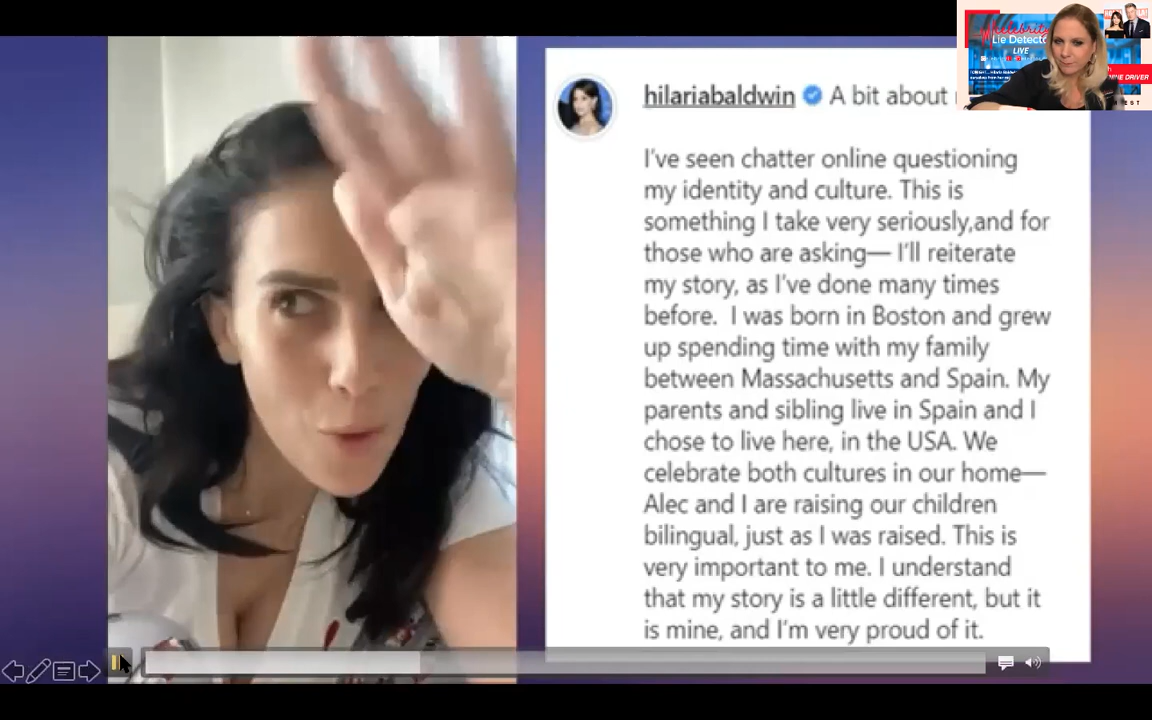 hilariabaldwin A bit about
I've seen chatter online questioning
my identity and culture. This is
something I take very seriously,and for
those who are asking— I'll reiterate
my story, as I've done many times
before.  I was born in Boston and grew
up spending time with my family
between Massachusetts and Spain. My
parents and sibling live in Spain and I
chose to live here, in the USA. We
celebrate both cultures in our home—
Alec and I are raising our children
bilingual, just as I was raised. This is
very important to me. I understand
that my story is a little different, but it
is mine, and I'm very proud of it.
Celebrity
Lie Detecto
LIVE
DRIVER